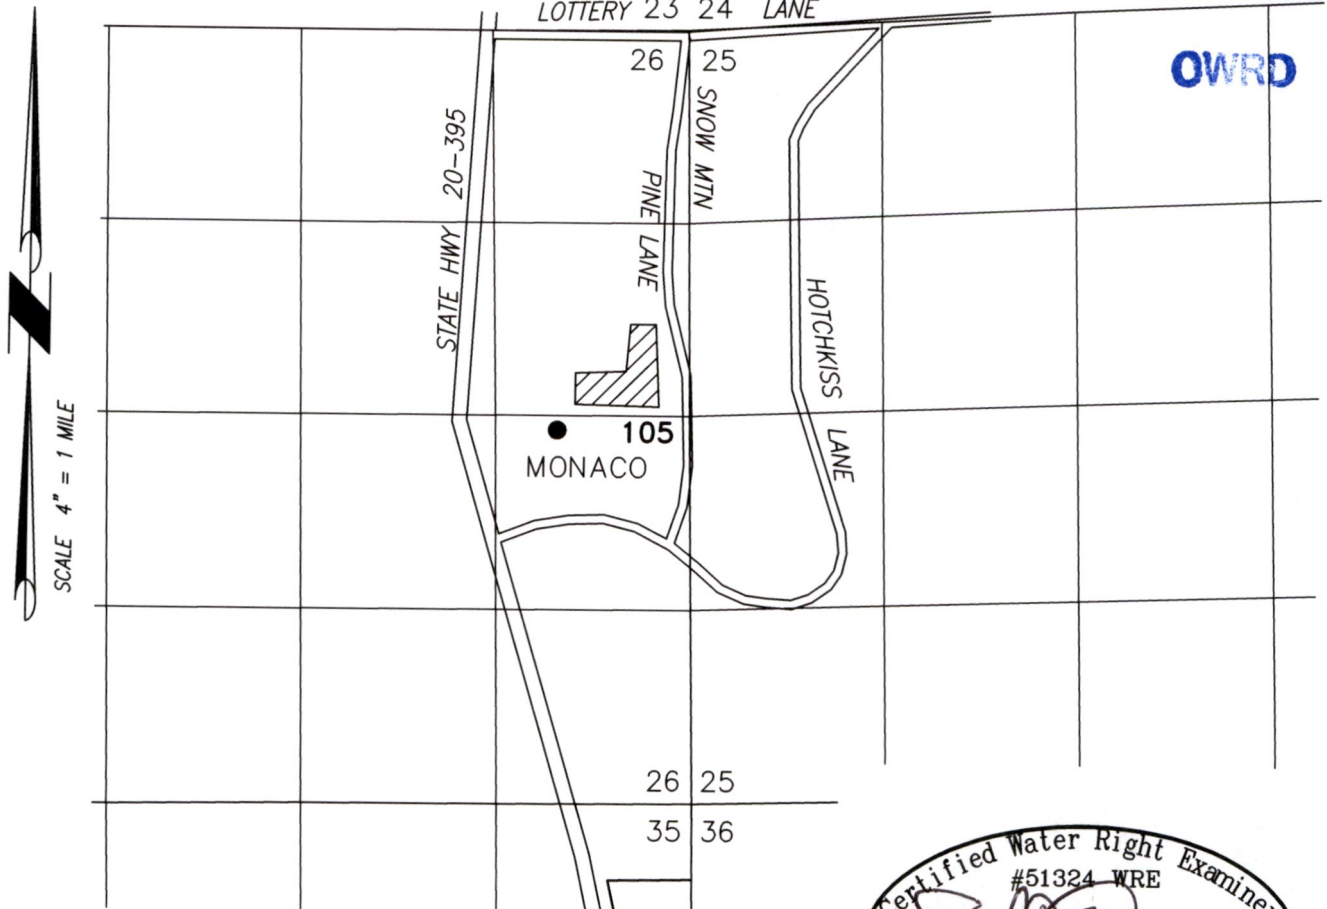 LOTTERY 23 24 LANE
26 25
OWRD
STATE HWY 20-395
SNOW MTN
PINE LANE
HOTCHKISS LANE
SCALE 4" = 1 MILE
105
MONACO
26 25
35 36
Certified Water Right Examiner
#51324 WRE